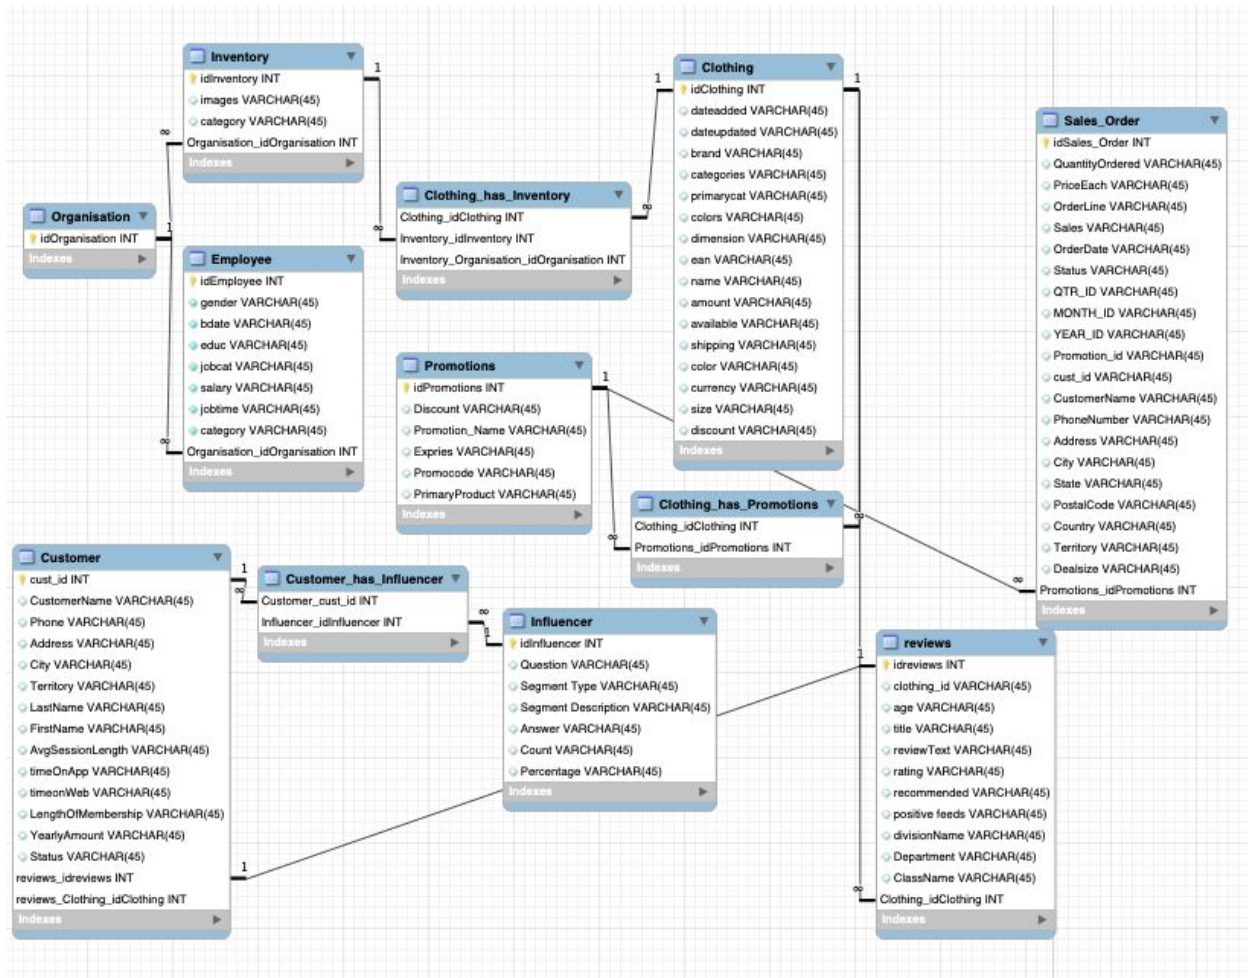 Inventory
idInventory INT
images VARCHAR(45)
category VARCHAR(45)
Organisation_idOrganisation INT
Indexes
1
∞
Organisation
idOrganisation INT
Indexes
1
Employee
idEmployee INT
gender VARCHAR(45)
bdate VARCHAR(45)
educ VARCHAR(45)
jobcat VARCHAR(45)
salary VARCHAR(45)
jobtime VARCHAR(45)
category VARCHAR(45)
Organisation_idOrganisation INT
Indexes
∞
Clothing_has_Inventory
Clothing_idClothing INT
Inventory_idInventory INT
Inventory_Organisation_idOrganisation INT
Indexes
∞
∞
Clothing
idClothing INT
dateadded VARCHAR(45)
dateupdated VARCHAR(45)
brand VARCHAR(45)
categories VARCHAR(45)
primarycat VARCHAR(45)
colors VARCHAR(45)
dimension VARCHAR(45)
ean VARCHAR(45)
name VARCHAR(45)
amount VARCHAR(45)
available VARCHAR(45)
shipping VARCHAR(45)
color VARCHAR(45)
currency VARCHAR(45)
size VARCHAR(45)
discount VARCHAR(45)
Indexes
1
1
Sales_Order
idSales_Order INT
QuantityOrdered VARCHAR(45)
PriceEach VARCHAR(45)
OrderLine VARCHAR(45)
Sales VARCHAR(45)
OrderDate VARCHAR(45)
Status VARCHAR(45)
QTR_ID VARCHAR(45)
MONTH_ID VARCHAR(45)
YEAR_ID VARCHAR(45)
Promotion_id VARCHAR(45)
cust_id VARCHAR(45)
CustomerName VARCHAR(45)
PhoneNumber VARCHAR(45)
Address VARCHAR(45)
City VARCHAR(45)
State VARCHAR(45)
PostalCode VARCHAR(45)
Country VARCHAR(45)
Territory VARCHAR(45)
Dealsize VARCHAR(45)
Promotions_idPromotions INT
Indexes
∞
Promotions
idPromotions INT
Discount VARCHAR(45)
Promotion_Name VARCHAR(45)
Expries VARCHAR(45)
Promocode VARCHAR(45)
PrimaryProduct VARCHAR(45)
Indexes
1
Clothing_has_Promotions
Clothing_idClothing INT
Promotions_idPromotions INT
Indexes
∞
∞
Customer
cust_id INT
CustomerName VARCHAR(45)
Phone VARCHAR(45)
Address VARCHAR(45)
City VARCHAR(45)
Territory VARCHAR(45)
LastName VARCHAR(45)
FirstName VARCHAR(45)
AvgSessionLength VARCHAR(45)
timeOnApp VARCHAR(45)
timeonWeb VARCHAR(45)
LengthOfMembership VARCHAR(45)
YearlyAmount VARCHAR(45)
Status VARCHAR(45)
reviews_idreviews INT
reviews_Clothing_idClothing INT
Indexes
1
1
Customer_has_Influencer
Customer_cust_id INT
Influencer_idInfluencer INT
Indexes
∞
∞
Influencer
idInfluencer INT
Question VARCHAR(45)
Segment Type VARCHAR(45)
Segment Description VARCHAR(45)
Answer VARCHAR(45)
Count VARCHAR(45)
Percentage VARCHAR(45)
Indexes
1
reviews
idreviews INT
clothing_id VARCHAR(45)
age VARCHAR(45)
title VARCHAR(45)
reviewText VARCHAR(45)
rating VARCHAR(45)
recommended VARCHAR(45)
positive feeds VARCHAR(45)
divisionName VARCHAR(45)
Department VARCHAR(45)
ClassName VARCHAR(45)
Clothing_idClothing INT
Indexes
1
∞